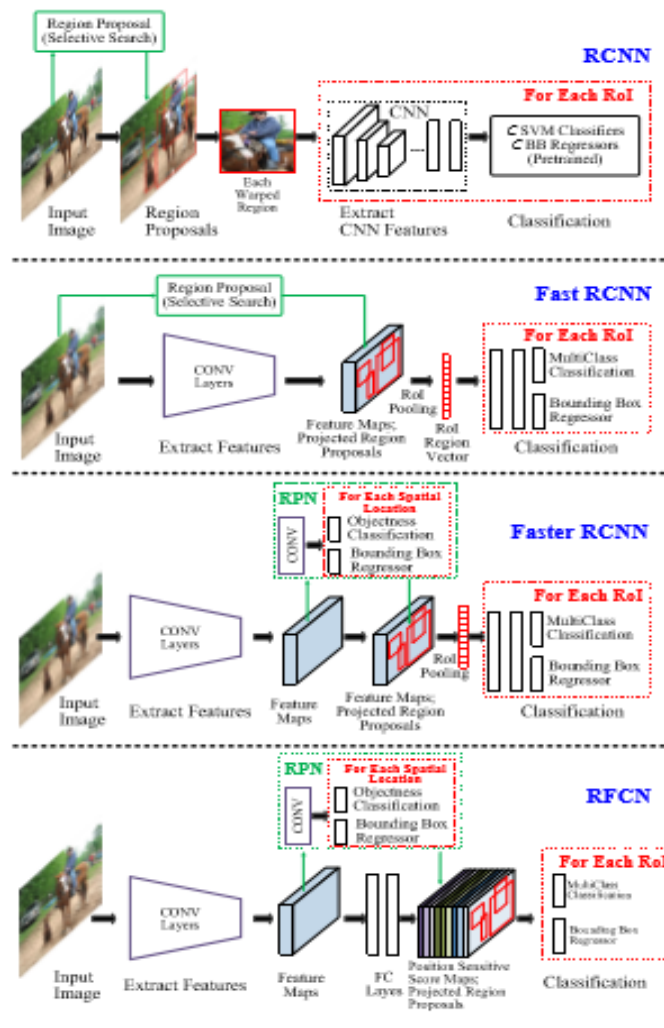 Region Proposal
(Selective Search)
RCNN
For Each RoI
CNN
C SVM Classifiers
C BB Regressors
(Pretrained)
Input
Image
Region
Proposals
Each
Warped
Region
Extract
CNN Features
Classification
Region Proposal
(Selective Search)
Fast RCNN
For Each RoI
CONV
Layers
MultiClass
Classification
Bounding Box
Regressor
Input
Image
Extract Features
Feature Maps;
Projected Region
Proposals
RoI
Pooling
RoI
Region
Vector
Classification
RPN
For Each Spatial
Location
CONV
Objectness
Classification
Bounding Box
Regressor
Faster RCNN
For Each RoI
CONV
Layers
MultiClass
Classification
Bounding Box
Regressor
Input
Image
Extract Features
Feature
Maps
Feature Maps;
Projected Region
Proposals
RoI
Pooling
Classification
RPN
For Each Spatial
Location
CONV
Objectness
Classification
Bounding Box
Regressor
RFCN
For Each RoI
CONV
Layers
MultiClass
Classification
Bounding Box
Regressor
Input
Image
Extract Features
Feature
Maps
FC
Layes
Position Sensitive
Score Maps;
Projected Region
Proposals
Classification